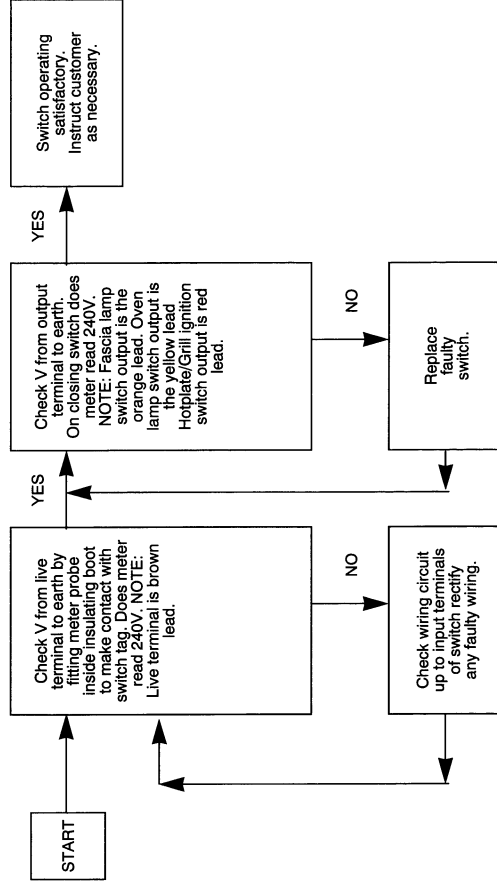 START
Check V from live
terminal to earth by
fitting meter probe
inside insulating boot
to make contact with
switch tag. Does meter
read 240V. NOTE:
Live terminal is brown
lead.
YES
NO
Check wiring circuit
up to input terminals
of switch rectify
any faulty wiring.
Check V from output
terminal to earth.
On closing switch does
meter read 240V.
NOTE: Fascia lamp
switch output is the
orange lead. Oven
lamp switch output is
the yellow lead
Hotplate/Grill ignition
switch output is red
lead.
YES
NO
Replace
faulty
switch.
Switch operating
satisfactory.
Instruct customer
as necessary.